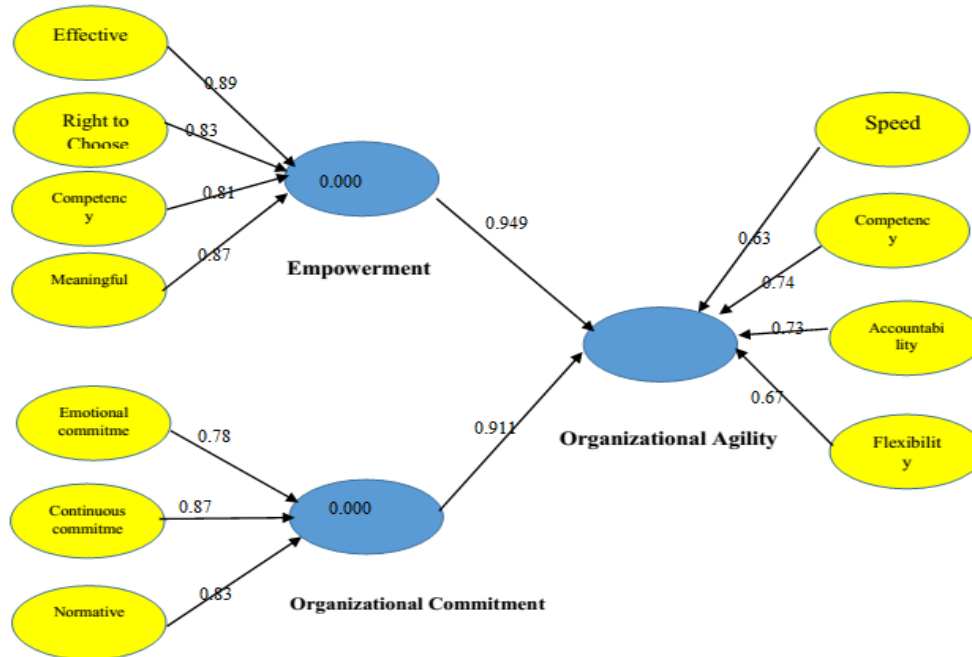 Effective
0.89
Right to
Choose
0.83
Competenc
y
0.81
Meaningful
0.87
0.000
Empowerment
0.949
Speed
0.63
Competenc
y
0.74
Accountabi
lity
0.73
Flexibilit
y
0.67
Organizational Agility
Emotional
commitme
0.78
Continuous
commitme
0.87
Normative
0.83
0.000
Organizational Commitment
0.911